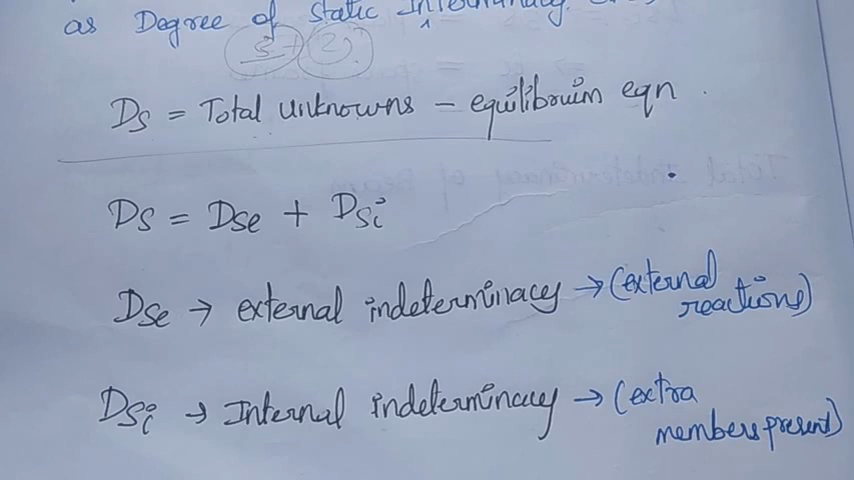 as Degree of Static
Ds = Total unknowns - equilibruim eqn.
Ds = Dse + Dsi
Dse → external indeterminacy → (external reactions)
Dsi → Internal indeterminacy → (extra members present)